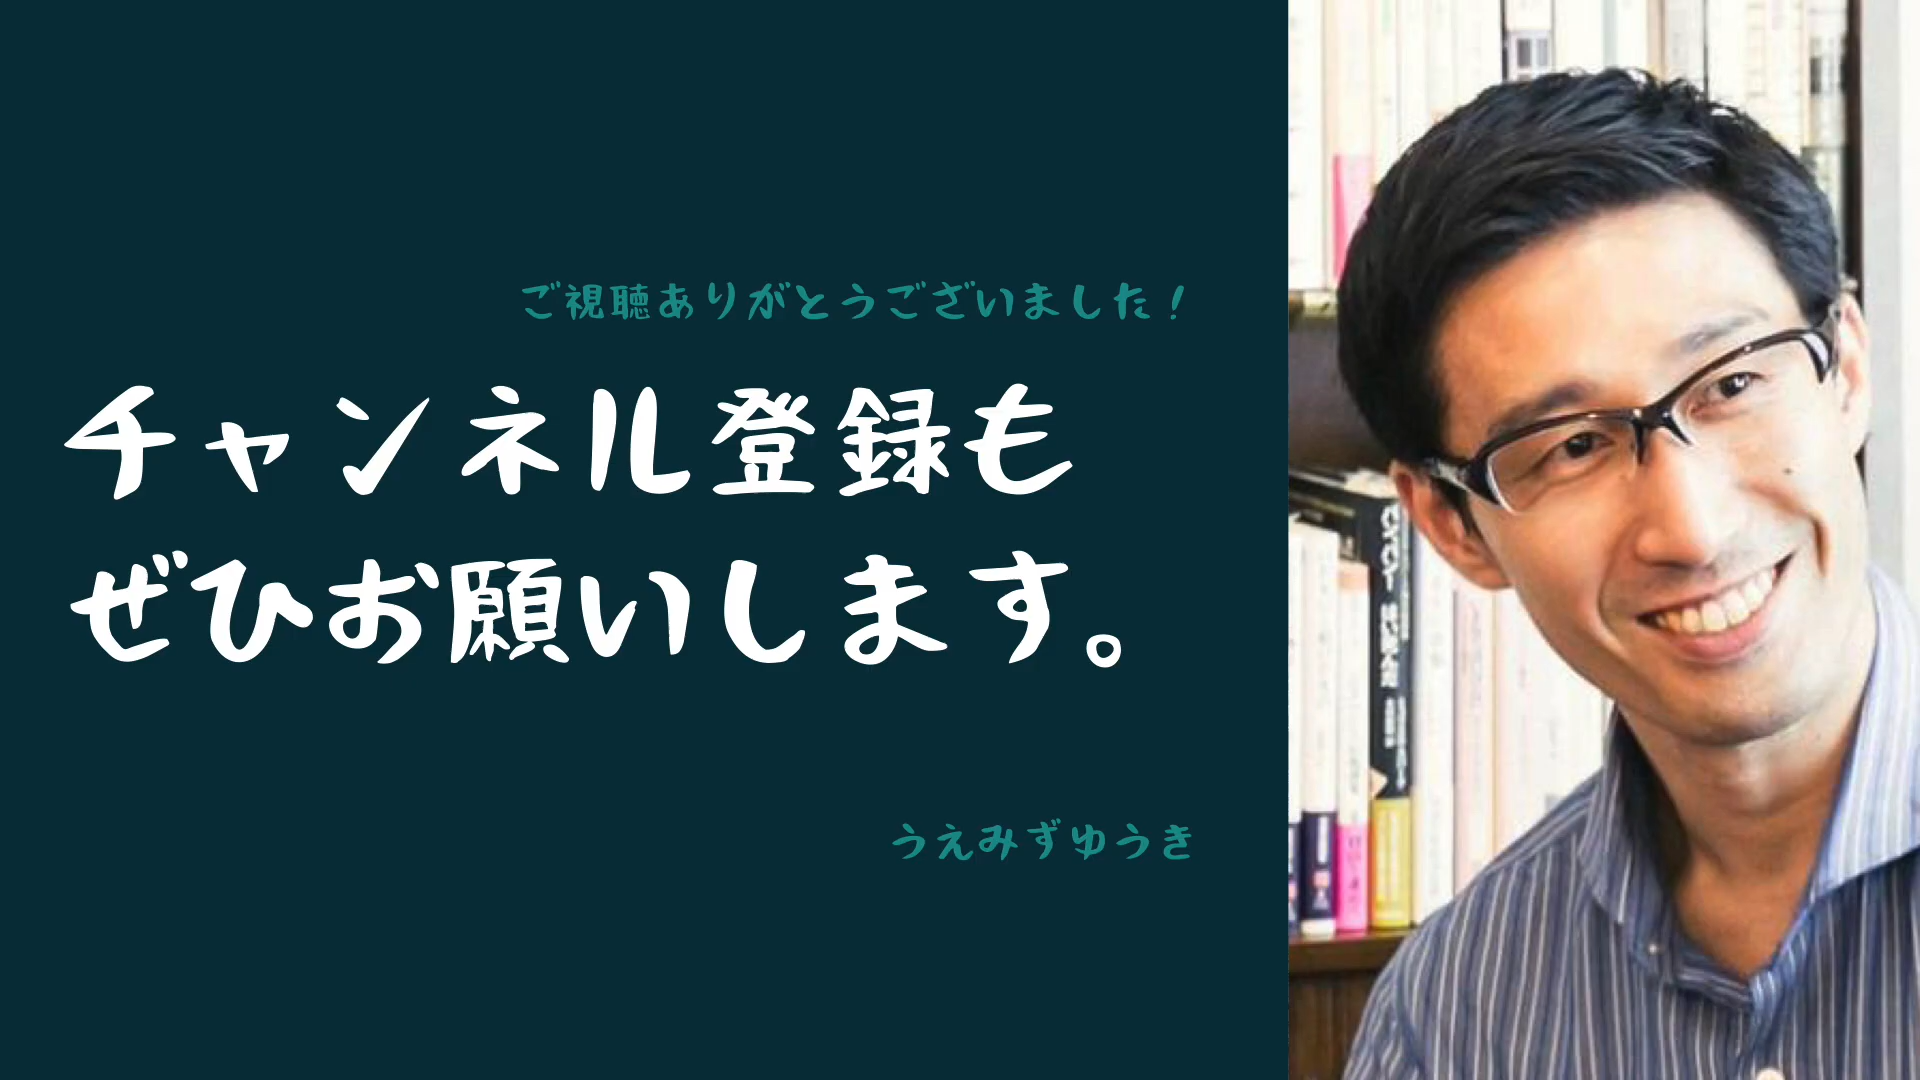 ご視聴ありがとうございました!
チャンネル登録も
ぜひお願いします。
うえみずゆうき